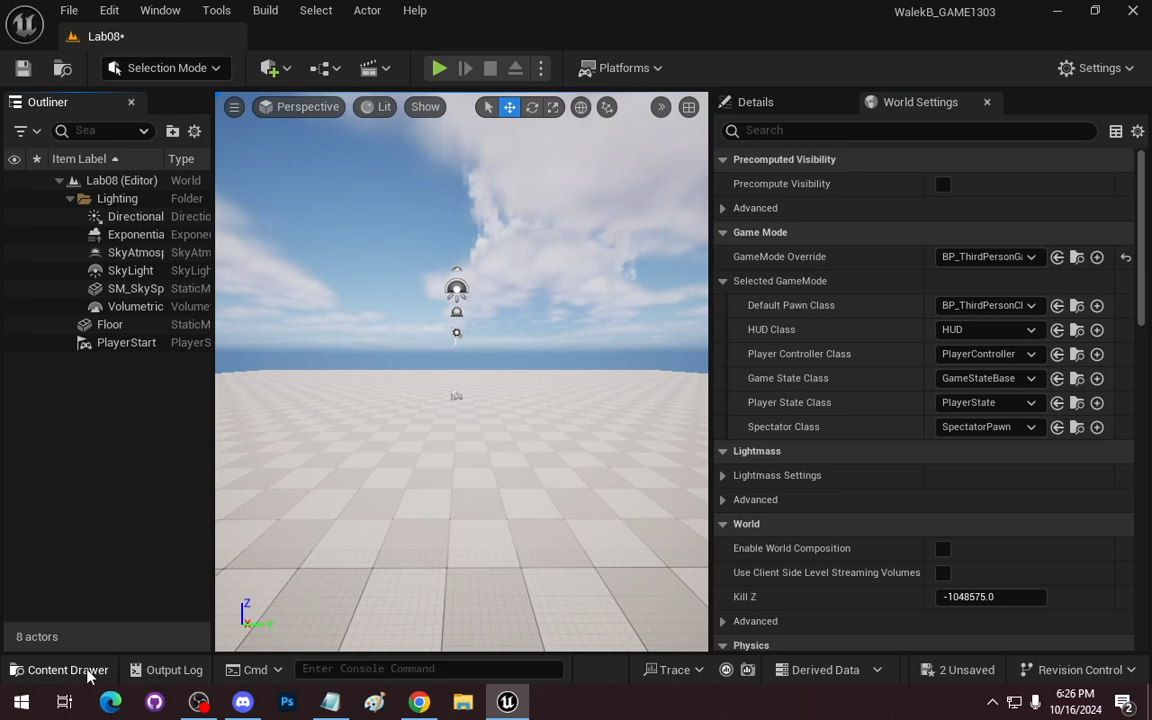 File Edit Window Tools Build Select Actor Help
WalekB_GAME1303
Lab08*
Selection Mode
Platforms
Settings
Outliner
Sea
Item Label Type
Lab08 (Editor) World
Lighting Folder
Directional Directio
Exponentia Exponen
SkyAtmosp SkyAtm
SkyLight SkyLigh
SM_SkySp StaticM
Volumetric Volume
Floor StaticM
PlayerStart PlayerS
8 actors
Perspective Lit Show
Z
Details World Settings
Search
Precomputed Visibility
Precompute Visibility
Advanced
Game Mode
GameMode Override BP_ThirdPersonGa
Selected GameMode
Default Pawn Class BP_ThirdPersonCl
HUD Class HUD
Player Controller Class PlayerController
Game State Class GameStateBase
Player State Class PlayerState
Spectator Class SpectatorPawn
Lightmass
Lightmass Settings
Advanced
World
Enable World Composition
Use Client Side Level Streaming Volumes
Kill Z -1048575.0
Advanced
Physics
Content Drawer Output Log Cmd Enter Console Command Trace Derived Data 2 Unsaved Revision Control
Ps
6:26 PM
10/16/2024
2